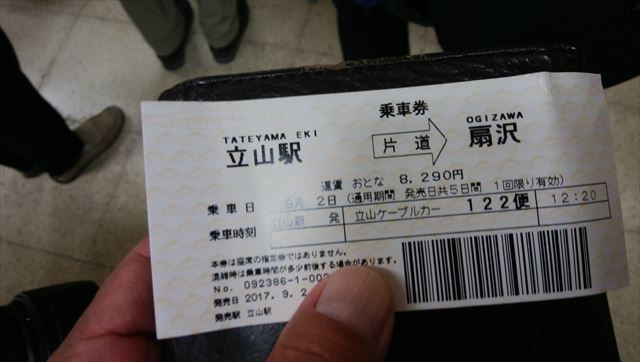 乗車券
TATEYAMA EKI OGIZAWA
立山駅 片道 扇沢
運賃 おとな 8,290円
乗車日 9月 2日 (通用期間 発売日共5日間 1回限り有効)
乗車時刻 立山駅 発 立山ケーブルカー 122便 12:20
本券は座席の指定券ではありません。
混雑時は乗車時間が多少前後する場合があります。
No. 092386-1-000
発売日 2017. 9. 2
発売駅 立山駅